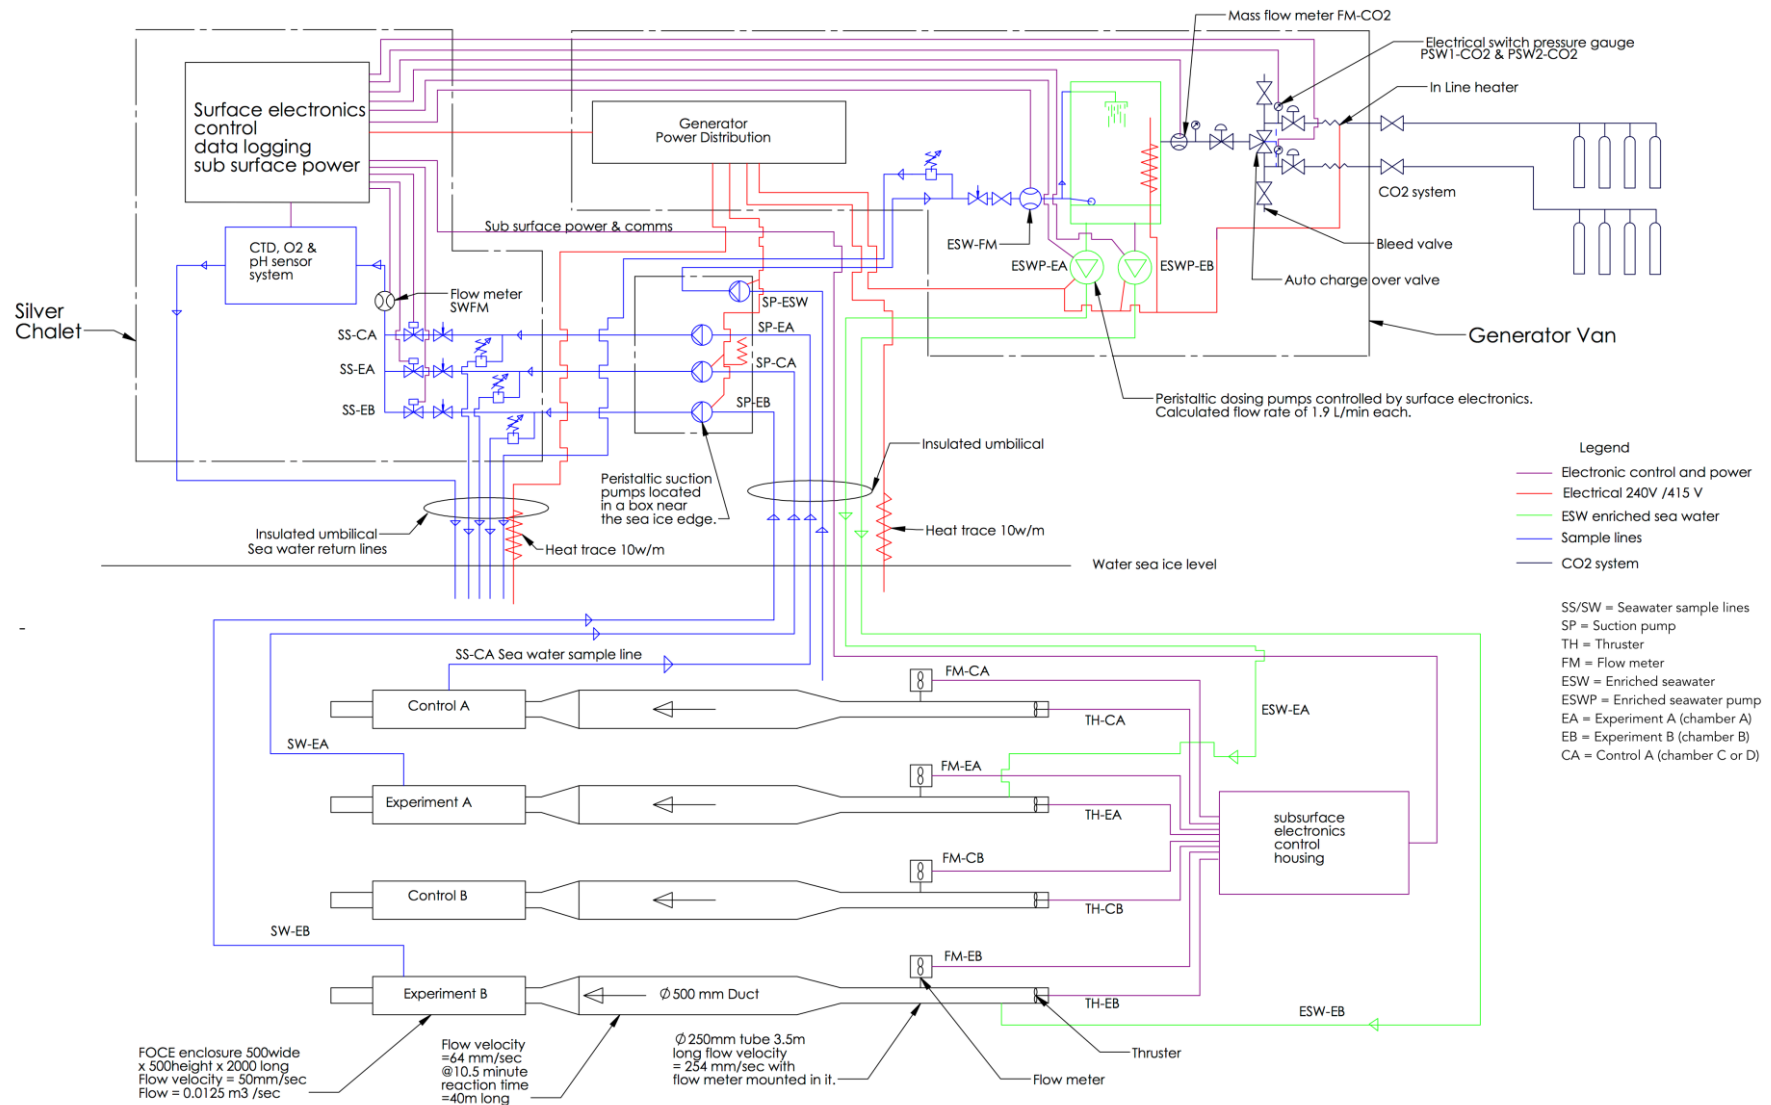 Mass flow meter FM-CO2
Electrical switch pressure gauge
PSW1-CO2 & PSW2-CO2
In Line heater
Surface electronics
control
data logging
sub surface power
Generator
Power Distribution
CO2 system
Sub surface power & comms
CTD, O2 &
pH sensor
system
ESW-FM
ESWP-EA
ESWP-EB
Bleed valve
Auto charge over valve
Flow meter
SWFM
SP-ESW
Silver
Chalet
Generator Van
SS-CA
SP-EA
SS-EA
SP-CA
SS-EB
SP-EB
Peristaltic dosing pumps controlled by surface electronics.
Calculated flow rate of 1.9 L/min each.
Insulated umbilical
Peristaltic suction
pumps located
in a box near
the sea ice edge.
Insulated umbilical
Sea water return lines
Heat trace 10w/m
Heat trace 10w/m
Water sea ice level
Legend
Electronic control and power
Electrical 240V /415 V
ESW enriched sea water
Sample lines
CO2 system
SS/SW = Seawater sample lines
SP = Suction pump
TH = Thruster
FM = Flow meter
ESW = Enriched seawater
ESWP = Enriched seawater pump
EA = Experiment A (chamber A)
EB = Experiment B (chamber B)
CA = Control A (chamber C or D)
SS-CA Sea water sample line
FM-CA
Control A
TH-CA
ESW-EA
SW-EA
FM-EA
Experiment A
TH-EA
subsurface
electronics
control
housing
FM-CB
Control B
TH-CB
SW-EB
FM-EB
Experiment B
Ø500 mm Duct
TH-EB
ESW-EB
FOCE enclosure 500wide
x 500height x 2000 long
Flow velocity = 50mm/sec
Flow = 0.0125 m3 /sec
Flow velocity
=64 mm/sec
@10.5 minute
reaction time
=40m long
Ø250mm tube 3.5m
long flow velocity
= 254 mm/sec with
flow meter mounted in it.
Thruster
Flow meter